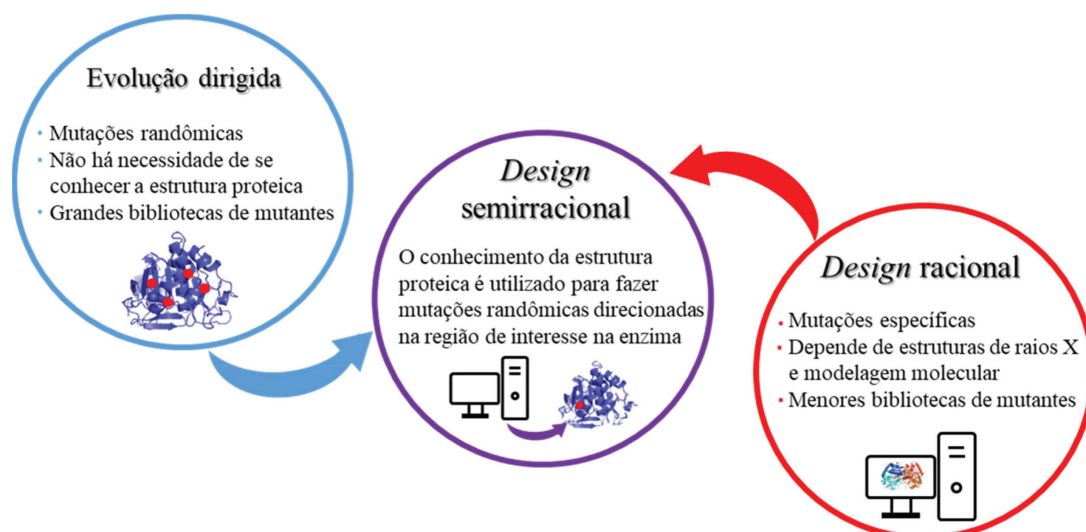 Evolução dirigida
• Mutações randômicas
• Não há necessidade de se
conhecer a estrutura proteica
• Grandes bibliotecas de mutantes
Design
semirracional
O conhecimento da estrutura
proteica é utilizado para fazer
mutações randômicas direcionadas
na região de interesse na enzima
Design racional
• Mutações específicas
• Depende de estruturas de raios X
e modelagem molecular
• Menores bibliotecas de mutantes